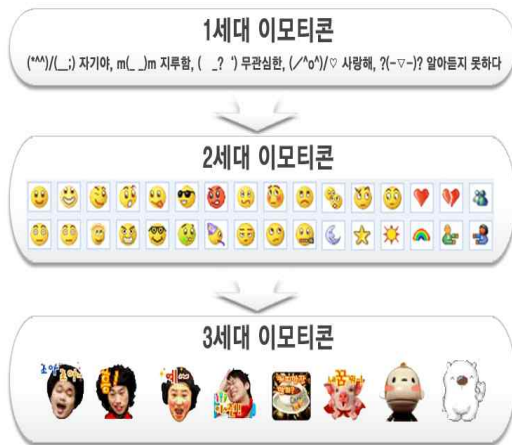 1세대 이모티콘
(*^^)/(__;) 자기야, m(_ _)m 지루함, ( _? ') 무관심한, (／^o^)/♡ 사랑해, ?(-▽-)? 알아듣지 못하다
2세대 이모티콘
3세대 이모티콘
흥!